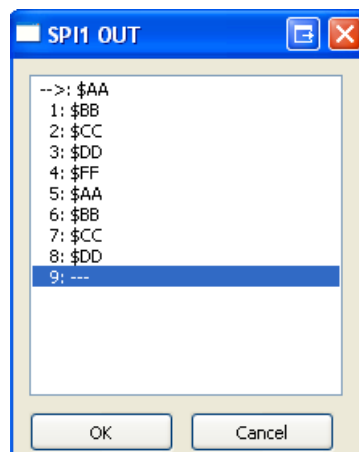 SPI1 OUT
-->: $AA
1: $BB
2: $CC
3: $DD
4: $FF
5: $AA
6: $BB
7: $CC
8: $DD
9: ---
OK
Cancel